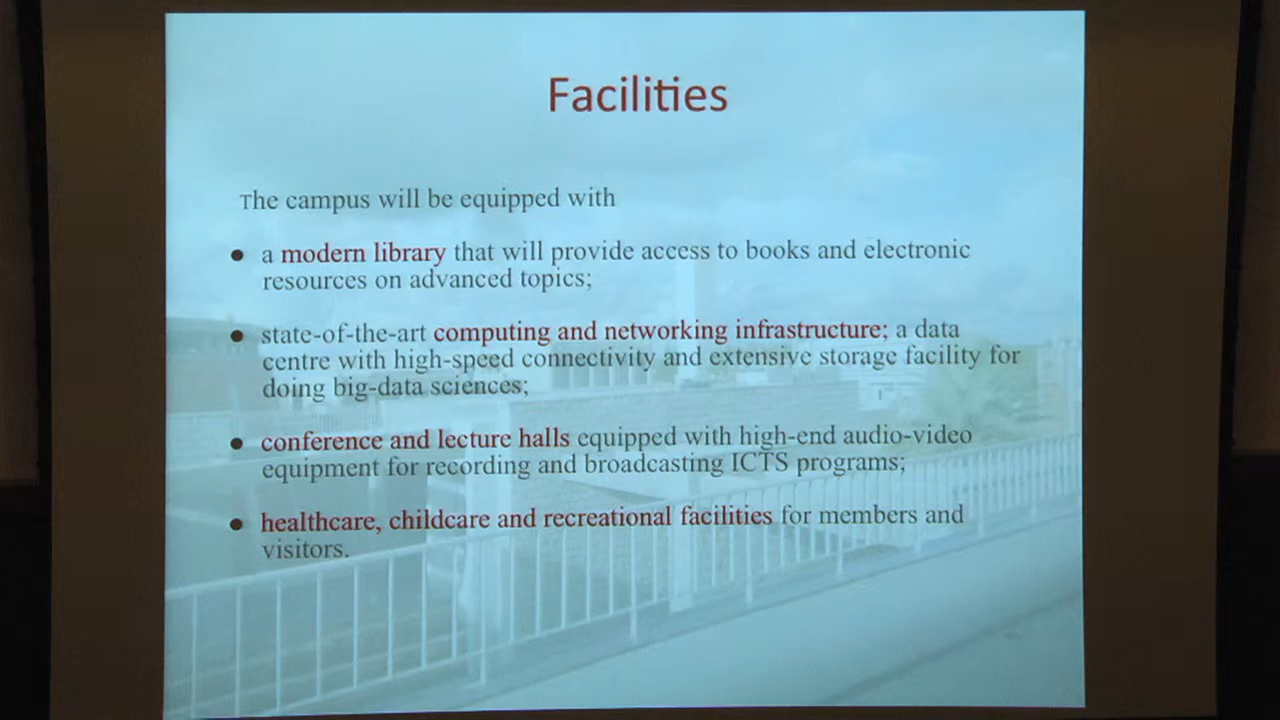 Facilities
The campus will be equipped with
• a modern library that will provide access to books and electronic
resources on advanced topics;
• state-of-the-art computing and networking infrastructure; a data
centre with high-speed connectivity and extensive storage facility for
doing big-data sciences;
• conference and lecture halls equipped with high-end audio-video
equipment for recording and broadcasting ICTS programs;
• healthcare, childcare and recreational facilities for members and
visitors.